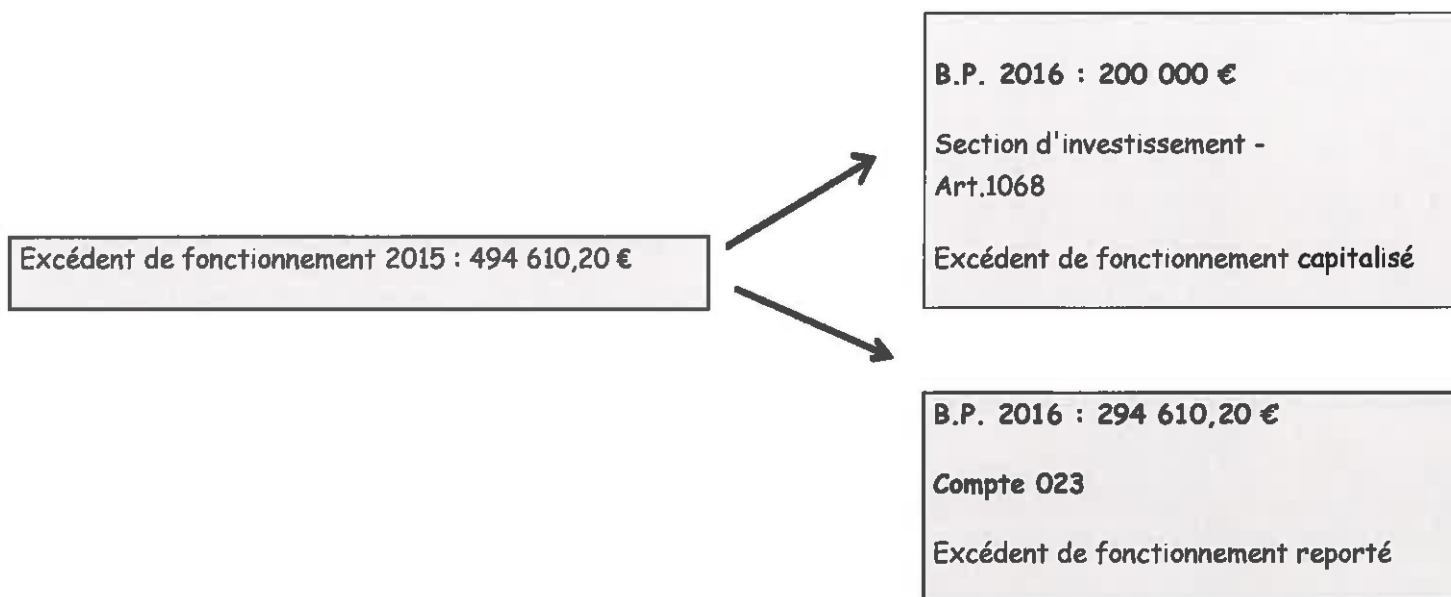 Excédent de fonctionnement 2015 : 494 610,20 €
B.P. 2016 : 200 000 €
Section d'investissement -
Art.1068
Excédent de fonctionnement capitalisé
B.P. 2016 : 294 610,20 €
Compte 023
Excédent de fonctionnement reporté